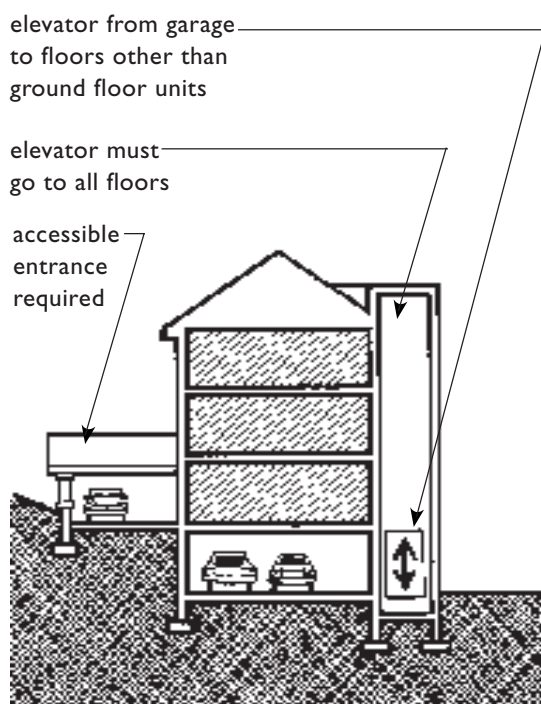 elevator from garage
to floors other than
ground floor units
elevator must
go to all floors
accessible
entrance
required